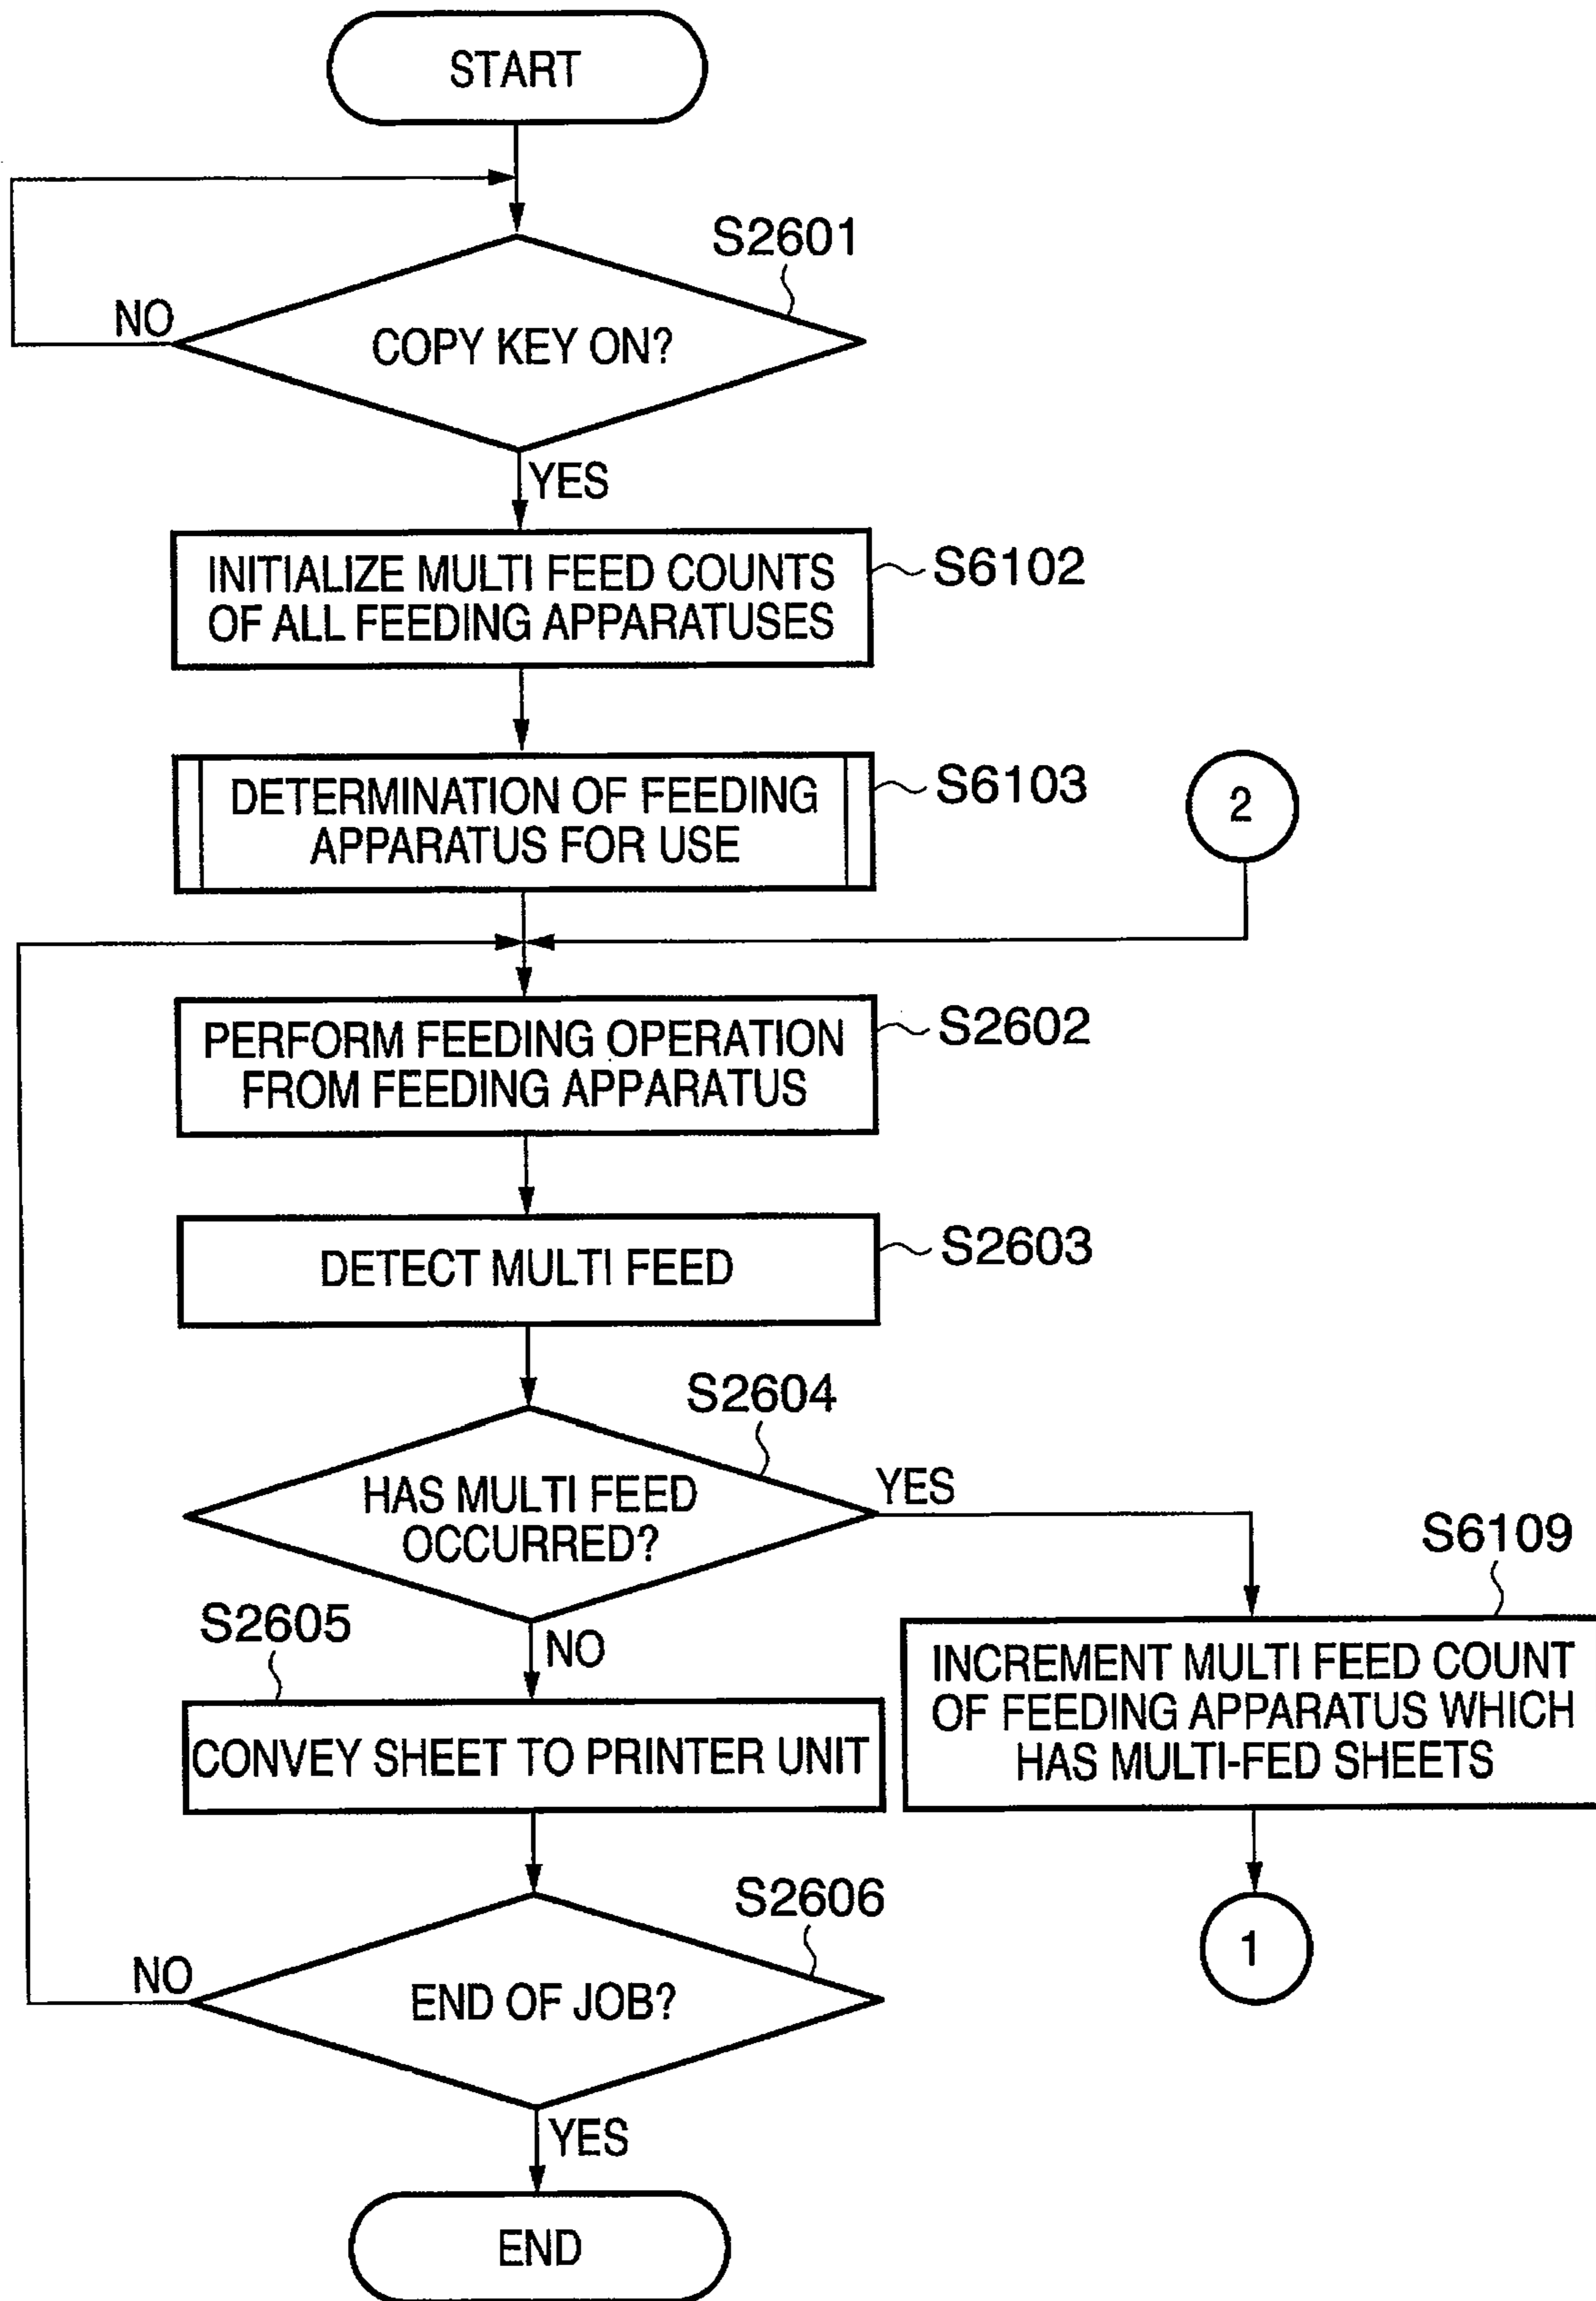 START
S2601
NO
COPY KEY ON?
YES
INITIALIZE MULTI FEED COUNTS
OF ALL FEEDING APPARATUSES
S6102
DETERMINATION OF FEEDING
APPARATUS FOR USE
S6103
2
PERFORM FEEDING OPERATION
FROM FEEDING APPARATUS
S2602
DETECT MULTI FEED
S2603
S2604
HAS MULTI FEED
OCCURRED?
YES
S6109
S2605
NO
INCREMENT MULTI FEED COUNT
OF FEEDING APPARATUS WHICH
HAS MULTI-FED SHEETS
CONVEY SHEET TO PRINTER UNIT
S2606
1
NO
END OF JOB?
YES
END